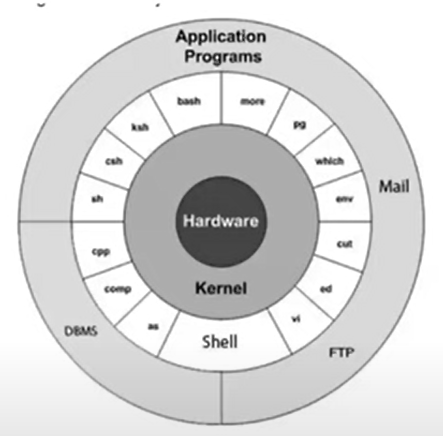 Application
Programs
bash
more
ksh
pg
csh
which
sh
env
Mail
Hardware
cpp
cut
comp
Kernel
ed
DBMS
as
Shell
vi
FTP